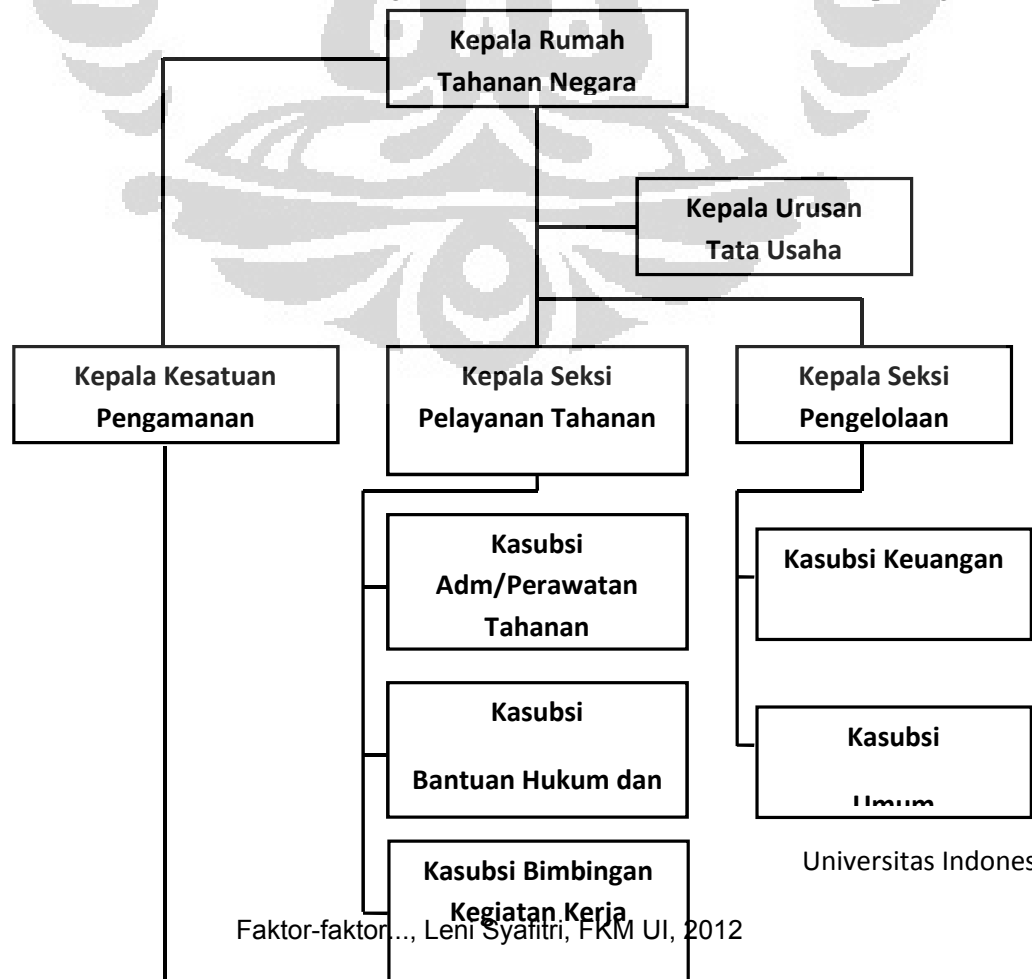 Kepala Rumah
Tahanan Negara
Kepala Urusan
Tata Usaha
Kepala Kesatuan
Pengamanan
Kepala Seksi
Pelayanan Tahanan
Kepala Seksi
Pengelolaan
Kasubsi
Adm/Perawatan
Tahanan
Kasubsi Keuangan
Kasubsi
Bantuan Hukum dan
Kasubsi
Umum
Kasubsi Bimbingan
Kegiatan Kerja
Universitas Indones
Faktor-faktor..., Leni Syafitri, FKM UI, 2012